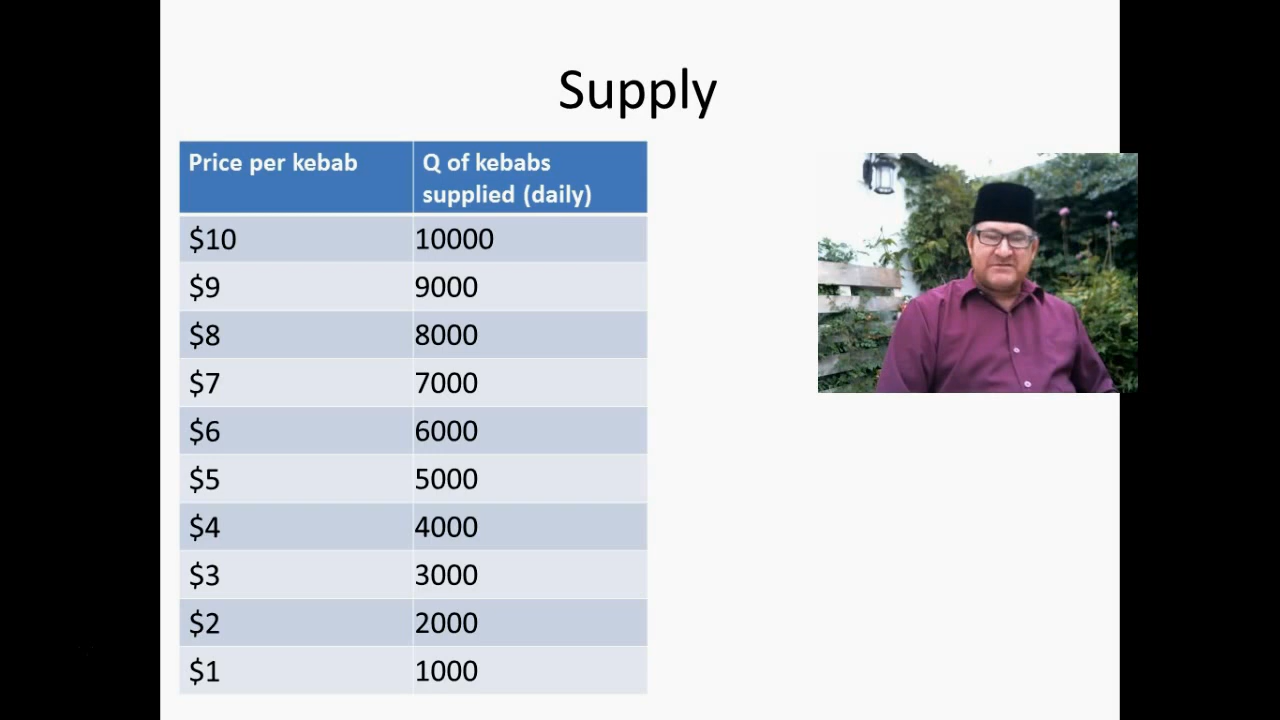 Supply
Price per kebab
Q of kebabs
supplied (daily)
$10 10000
$9 9000
$8 8000
$7 7000
$6 6000
$5 5000
$4 4000
$3 3000
$2 2000
$1 1000